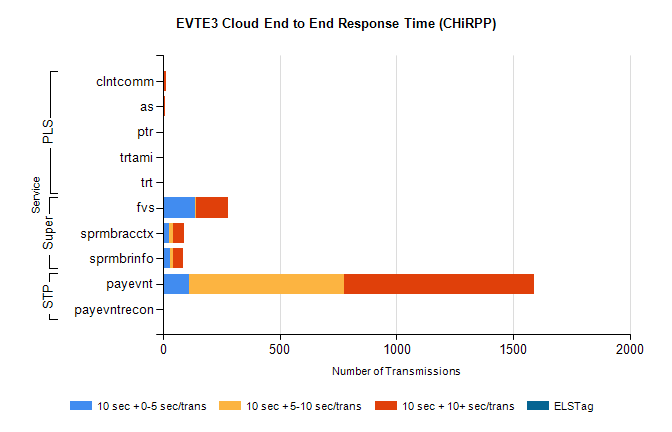 EVTE3 Cloud End to End Response Time (CHiRPP)
Service
PLS
clntcomm
as
ptr
trtami
trt
Super
fvs
sprmbracctx
sprmbrinfo
STP
payevnt
payevntrecon
0 500 1000 1500 2000
Number of Transmissions
10 sec +0-5 sec/trans 10 sec +5-10 sec/trans 10 sec + 10+ sec/trans ELSTag